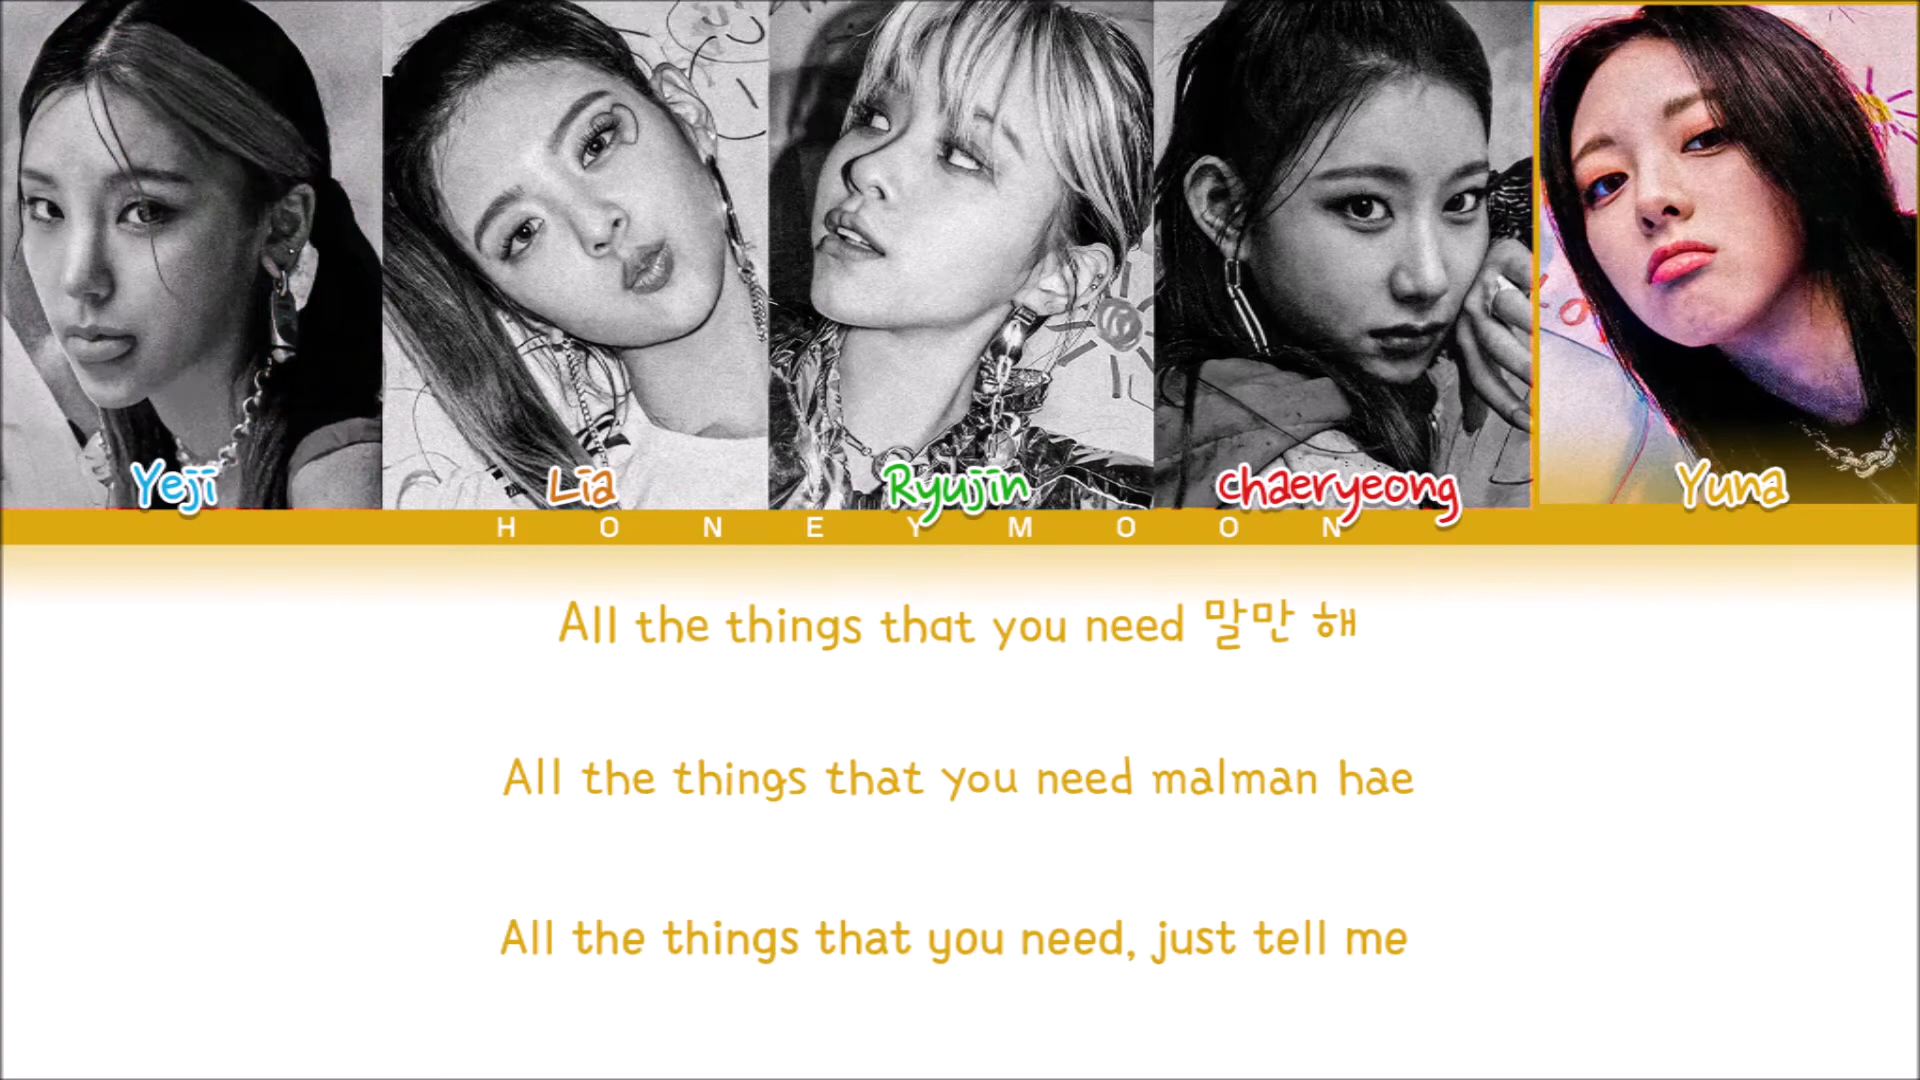 Yeji Lia Ryujin chaeryeong Yuna
HONEYMOON
All the things that you need 말만 해
All the things that you need malman hae
All the things that you need, just tell me